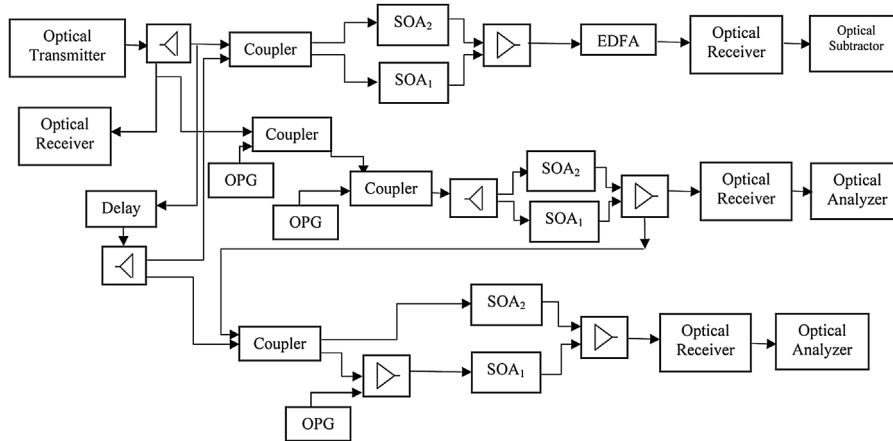 Optical
Transmitter
Coupler
SOA₂
SOA₁
EDFA
Optical
Receiver
Optical
Subtractor
Optical
Receiver
Coupler
OPG
Coupler
OPG
SOA₂
SOA₁
Optical
Receiver
Optical
Analyzer
Delay
Coupler
OPG
SOA₂
SOA₁
Optical
Receiver
Optical
Analyzer